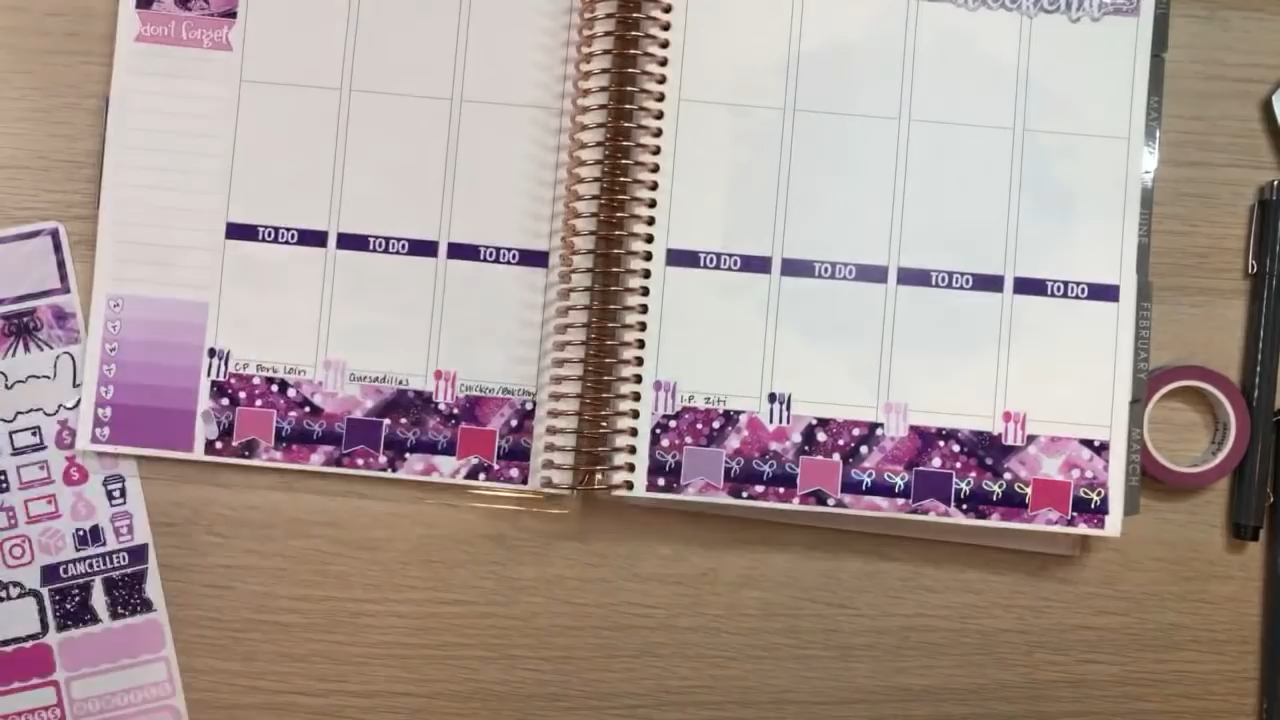 don't forget
Weekend
TO DO
TO DO
TO DO
TO DO
TO DO
TO DO
TO DO
C.P. Pork Loin
Quesadillas
I.P. Ziti
CANCELLED
MAY
JUNE
FEBRUARY
MARCH